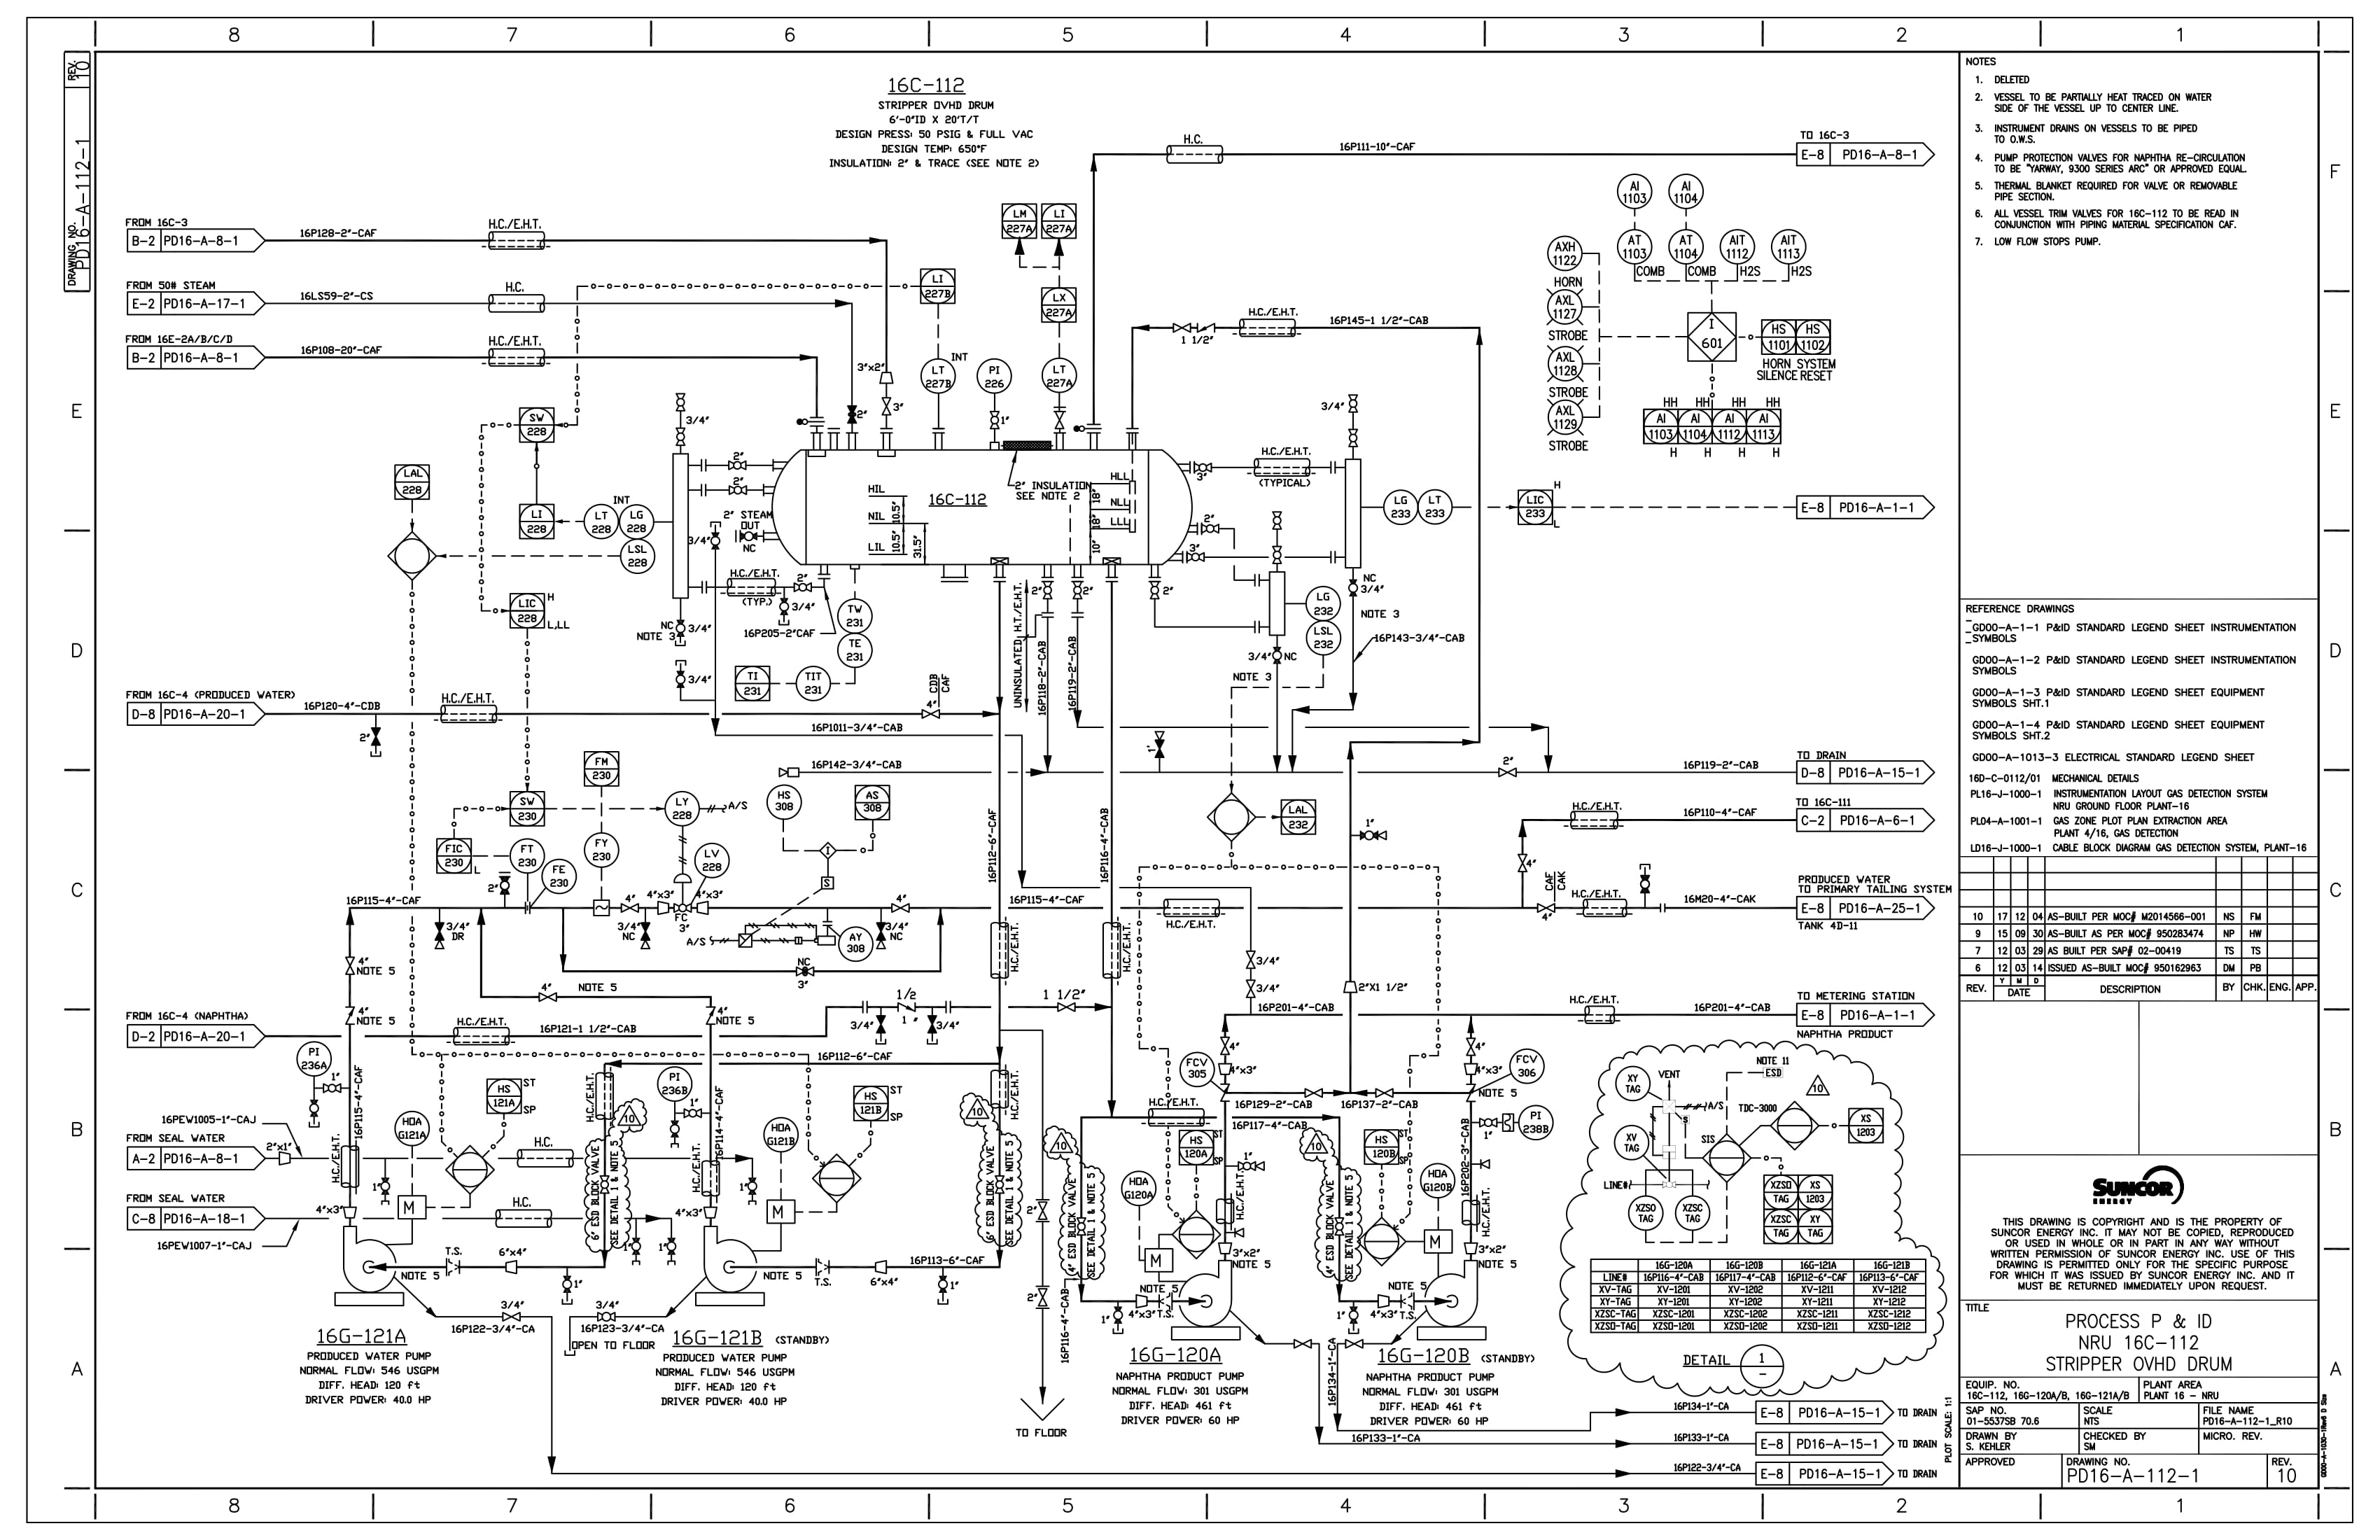 8 7 6 5 4 3 2 1
REV.
10
DRAWING NO.
PD16-A-112-1
F
E
D
C
B
A
16C-112
STRIPPER OVHD DRUM
6'-0"ID X 20'T/T
DESIGN PRESS: 50 PSIG & FULL VAC
DESIGN TEMP: 650°F
INSULATION: 2" & TRACE (SEE NOTE 2)
H.C.
16P111-10"-CAF
TO 16C-3
E-8 PD16-A-8-1
FROM 16C-3
B-2 PD16-A-8-1
16P128-2"-CAF
H.C./E.H.T.
FROM 50# STEAM
E-2 PD16-A-17-1
16LS59-2"-CS
H.C.
FROM 16E-2A/B/C/D
B-2 PD16-A-8-1
16P108-20"-CAF
H.C./E.H.T.
LI
227B
LM
227A
LI
227A
LX
227A
LT
227B
INT
PI
226
LT
227A
3"x2"
3"
2"
1"
H.C./E.H.T.
16P145-1 1/2"-CAB
1 1/2"
AI
1103
AI
1104
AT
1103
AT
1104
AIT
1112
AIT
1113
COMB
COMB
H2S
H2S
AXH
1122
HORN
AXL
1127
STROBE
AXL
1128
STROBE
AXL
1129
STROBE
I
601
HS
1101
HS
1102
HORN SYSTEM
SILENCE RESET
HH HH HH HH
AI
1103
AI
1104
AI
1112
AI
1113
H H H H
SW
228
LAL
228
LI
228
INT
LT
228
LG
228
LSL
228
LIC
228
H
L,LL
3/4"
2"
2"
2" STEAM
OUT
NC
3/4"
H.C./E.H.T.
(TYP.)
2"
3/4"
NC
NOTE 3
3/4"
3/4"
16P205-2"CAF
HIL
NIL
LIL
10.5"
10.5"
31.5"
16C-112
2" INSULATION
SEE NOTE 2
HLL
NLL
LLL
18"
18"
10"
3"
2"
3"
H.C./E.H.T.
(TYPICAL)
3/4"
LG
233
LT
233
LIC
233
H
L
E-8 PD16-A-1-1
NC
3/4"
NOTE 3
LG
232
LSL
232
16P143-3/4"-CAB
3/4"
NC
NOTE 3
TW
231
TE
231
TI
231
TIT
231
UNINSULATED
H.T./E.H.T.
2"
2"
2"
16P118-2"-CAB
16P119-2"-CAB
FROM 16C-4 (PRODUCED WATER)
D-8 PD16-A-20-1
16P120-4"-CDB
H.C./E.H.T.
2"
4"
CDB
CAF
16P1011-3/4"-CAB
16P142-3/4"-CAB
1"
2"
16P119-2"-CAB
TO DRAIN
D-8 PD16-A-15-1
FM
230
SW
230
LY
228
A/S
HS
308
AS
308
FIC
230
L
FT
230
FE
230
FY
230
LV
228
I
S
AY
308
A/S
LAL
232
1"
H.C./E.H.T.
16P110-4"-CAF
TO 16C-111
C-2 PD16-A-6-1
16P115-4"-CAF
2"
4"
4"x3"
4"x3"
FC
3"
4"
3/4"
DR
3/4"
NC
3/4"
NC
NC
3"
16P115-4"-CAF
16P112-6"-CAF
16P116-4"-CAB
H.C./E.H.T.
4"
CAF
CAK
4"
H.C./E.H.T.
16M20-4"-CAK
PRODUCED WATER
TO PRIMARY TAILING SYSTEM
E-8 PD16-A-25-1
TANK 4D-11
4"
NOTE 5
4"
NOTE 5
4"
NOTE 5
4"
NOTE 5
H.C./E.H.T.
H.C./E.H.T.
3/4"
3/4"
2"X1 1/2"
FROM 16C-4 (NAPHTHA)
D-2 PD16-A-20-1
H.C./E.H.T.
16P121-1 1/2"-CAB
1/2
1 "
3/4"
3/4"
1 1/2"
16P201-4"-CAB
H.C./E.H.T.
16P201-4"-CAB
TO METERING STATION
E-8 PD16-A-1-1
NAPHTHA PRODUCT
16P112-6"-CAF
PI
236A
1"
16P115-4"-CAF
H.C./E.H.T.
HS
121A
ST
SP
HOA
G121A
PI
236B
1"
16P114-4"-CAF
H.C./E.H.T.
HOA
G121B
HS
121B
ST
SP
H.C./E.H.T.
10
6" ESD BLOCK VALVE
SEE DETAIL 1 & NOTE 5
H.C./E.H.T.
10
6" ESD BLOCK VALVE
SEE DETAIL 1 & NOTE 5
16PEW1005-1"-CAJ
FROM SEAL WATER
A-2 PD16-A-8-1
2"x1"
H.C.
1"
1"
FROM SEAL WATER
C-8 PD16-A-18-1
16PEW1007-1"-CAJ
H.C.
1"
1"
4"x3"
M
4"x3"
M
NOTE 5
T.S.
6"x4"
1"
NOTE 5
T.S.
6"x4"
16P113-6"-CAF
1"
3/4"
16P122-3/4"-CA
3/4"
16P123-3/4"-CA
OPEN TO FLOOR
16G-121A
PRODUCED WATER PUMP
NORMAL FLOW: 546 USGPM
DIFF. HEAD: 120 ft
DRIVER POWER: 40.0 HP
16G-121B (STANDBY)
PRODUCED WATER PUMP
NORMAL FLOW: 546 USGPM
DIFF. HEAD: 120 ft
DRIVER POWER: 40.0 HP
2"
2"
TO FLOOR
10
4" ESD BLOCK VALVE
SEE DETAIL 1 & NOTE 5
16P116-4"-CAB
H.C./E.H.T.
16P117-4"-CAB
FCV
305
4"
4"x3"
16P129-2"-CAB
16P137-2"-CAB
4"
4"x3"
FCV
306
NOTE 5
PI
238B
1"
16P202-3"-CAB
HS
120A
ST
SP
HOA
G120A
1"
H.C./E.H.T.
M
3"x2"
NOTE 5
NOTE 5
1"
4"x3"
T.S.
10
4" ESD BLOCK VALVE
SEE DETAIL 1 & NOTE 5
HS
120B
ST
SP
HOA
G120B
H.C./E.H.T.
M
3"x2"
NOTE 5
NOTE 5
1"
4"x3"
T.S.
16G-120A
NAPHTHA PRODUCT PUMP
NORMAL FLOW: 301 USGPM
DIFF. HEAD: 461 ft
DRIVER POWER: 60 HP
16G-120B (STANDBY)
NAPHTHA PRODUCT PUMP
NORMAL FLOW: 301 USGPM
DIFF. HEAD: 461 ft
DRIVER POWER: 60 HP
16P134-1"-CA
16P133-1"-CA
16P134-1"-CA
E-8 PD16-A-15-1 TO DRAIN
16P133-1"-CA
E-8 PD16-A-15-1 TO DRAIN
16P122-3/4"-CA
E-8 PD16-A-15-1 TO DRAIN
NOTE 11
ESD
10
XY
TAG
VENT
A/S
S
TDC-3000
XS
1203
XV
TAG
SIS
LINE#
XZSO
TAG
XZSC
TAG
XZSO
TAG
XS
1203
XZSC
TAG
XY
TAG
16G-120A 16G-120B 16G-121A 16G-121B
LINE# 16P116-4"-CAB 16P117-4"-CAB 16P112-6"-CAF 16P113-6"-CAF
XV-TAG XV-1201 XV-1202 XV-1211 XV-1212
XY-TAG XY-1201 XY-1202 XY-1211 XY-1212
XZSC-TAG XZSC-1201 XZSC-1202 XZSC-1211 XZSC-1212
XZSO-TAG XZSO-1201 XZSO-1202 XZSO-1211 XZSO-1212
DETAIL 1
PLOT SCALE: 1:1
NOTES
1. DELETED
2. VESSEL TO BE PARTIALLY HEAT TRACED ON WATER
SIDE OF THE VESSEL UP TO CENTER LINE.
3. INSTRUMENT DRAINS ON VESSELS TO BE PIPED
TO O.W.S.
4. PUMP PROTECTION VALVES FOR NAPHTHA RE-CIRCULATION
TO BE "YARWAY, 9300 SERIES ARC" OR APPROVED EQUAL.
5. THERMAL BLANKET REQUIRED FOR VALVE OR REMOVABLE
PIPE SECTION.
6. ALL VESSEL TRIM VALVES FOR 16C-112 TO BE READ IN
CONJUNCTION WITH PIPING MATERIAL SPECIFICATION CAF.
7. LOW FLOW STOPS PUMP.
REFERENCE DRAWINGS
GD00-A-1-1 P&ID STANDARD LEGEND SHEET INSTRUMENTATION
SYMBOLS
GD00-A-1-2 P&ID STANDARD LEGEND SHEET INSTRUMENTATION
SYMBOLS
GD00-A-1-3 P&ID STANDARD LEGEND SHEET EQUIPMENT
SYMBOLS SHT.1
GD00-A-1-4 P&ID STANDARD LEGEND SHEET EQUIPMENT
SYMBOLS SHT.2
GD00-A-1013-3 ELECTRICAL STANDARD LEGEND SHEET
16D-C-0112/01 MECHANICAL DETAILS
PL16-J-1000-1 INSTRUMENTATION LAYOUT GAS DETECTION SYSTEM
NRU GROUND FLOOR PLANT-16
PL04-A-1001-1 GAS ZONE PLOT PLAN EXTRACTION AREA
PLANT 4/16, GAS DETECTION
LD16-J-1000-1 CABLE BLOCK DIAGRAM GAS DETECTION SYSTEM, PLANT-16
10 17 12 04 AS-BUILT PER MOC# M2014566-001 NS FM
9 15 09 30 AS-BUILT AS PER MOC# 950283474 NP HW
7 12 03 29 AS BUILT PER SAP# 02-00419 TS TS
6 12 03 14 ISSUED AS-BUILT MOC# 950162963 DM PB
REV. Y M D DATE DESCRIPTION BY CHK. ENG. APP.
SUNCOR
ENERGY
THIS DRAWING IS COPYRIGHT AND IS THE PROPERTY OF
SUNCOR ENERGY INC. IT MAY NOT BE COPIED, REPRODUCED
OR USED IN WHOLE OR IN PART IN ANY WAY WITHOUT
WRITTEN PERMISSION OF SUNCOR ENERGY INC. USE OF THIS
DRAWING IS PERMITTED ONLY FOR THE SPECIFIC PURPOSE
FOR WHICH IT WAS ISSUED BY SUNCOR ENERGY INC. AND IT
MUST BE RETURNED IMMEDIATELY UPON REQUEST.
TITLE
PROCESS P & ID
NRU 16C-112
STRIPPER OVHD DRUM
EQUIP. NO.
16C-112, 16G-120A/B, 16G-121A/B
PLANT AREA
PLANT 16 - NRU
SAP NO.
01-5537SB 70.6
SCALE
NTS
FILE NAME
PD16-A-112-1_R10
DRAWN BY
S. KEHLER
CHECKED BY
SM
MICRO. REV.
APPROVED
DRAWING NO.
PD16-A-112-1
REV.
10
F
E
D
C
B
A
8 7 6 5 4 3 2 1